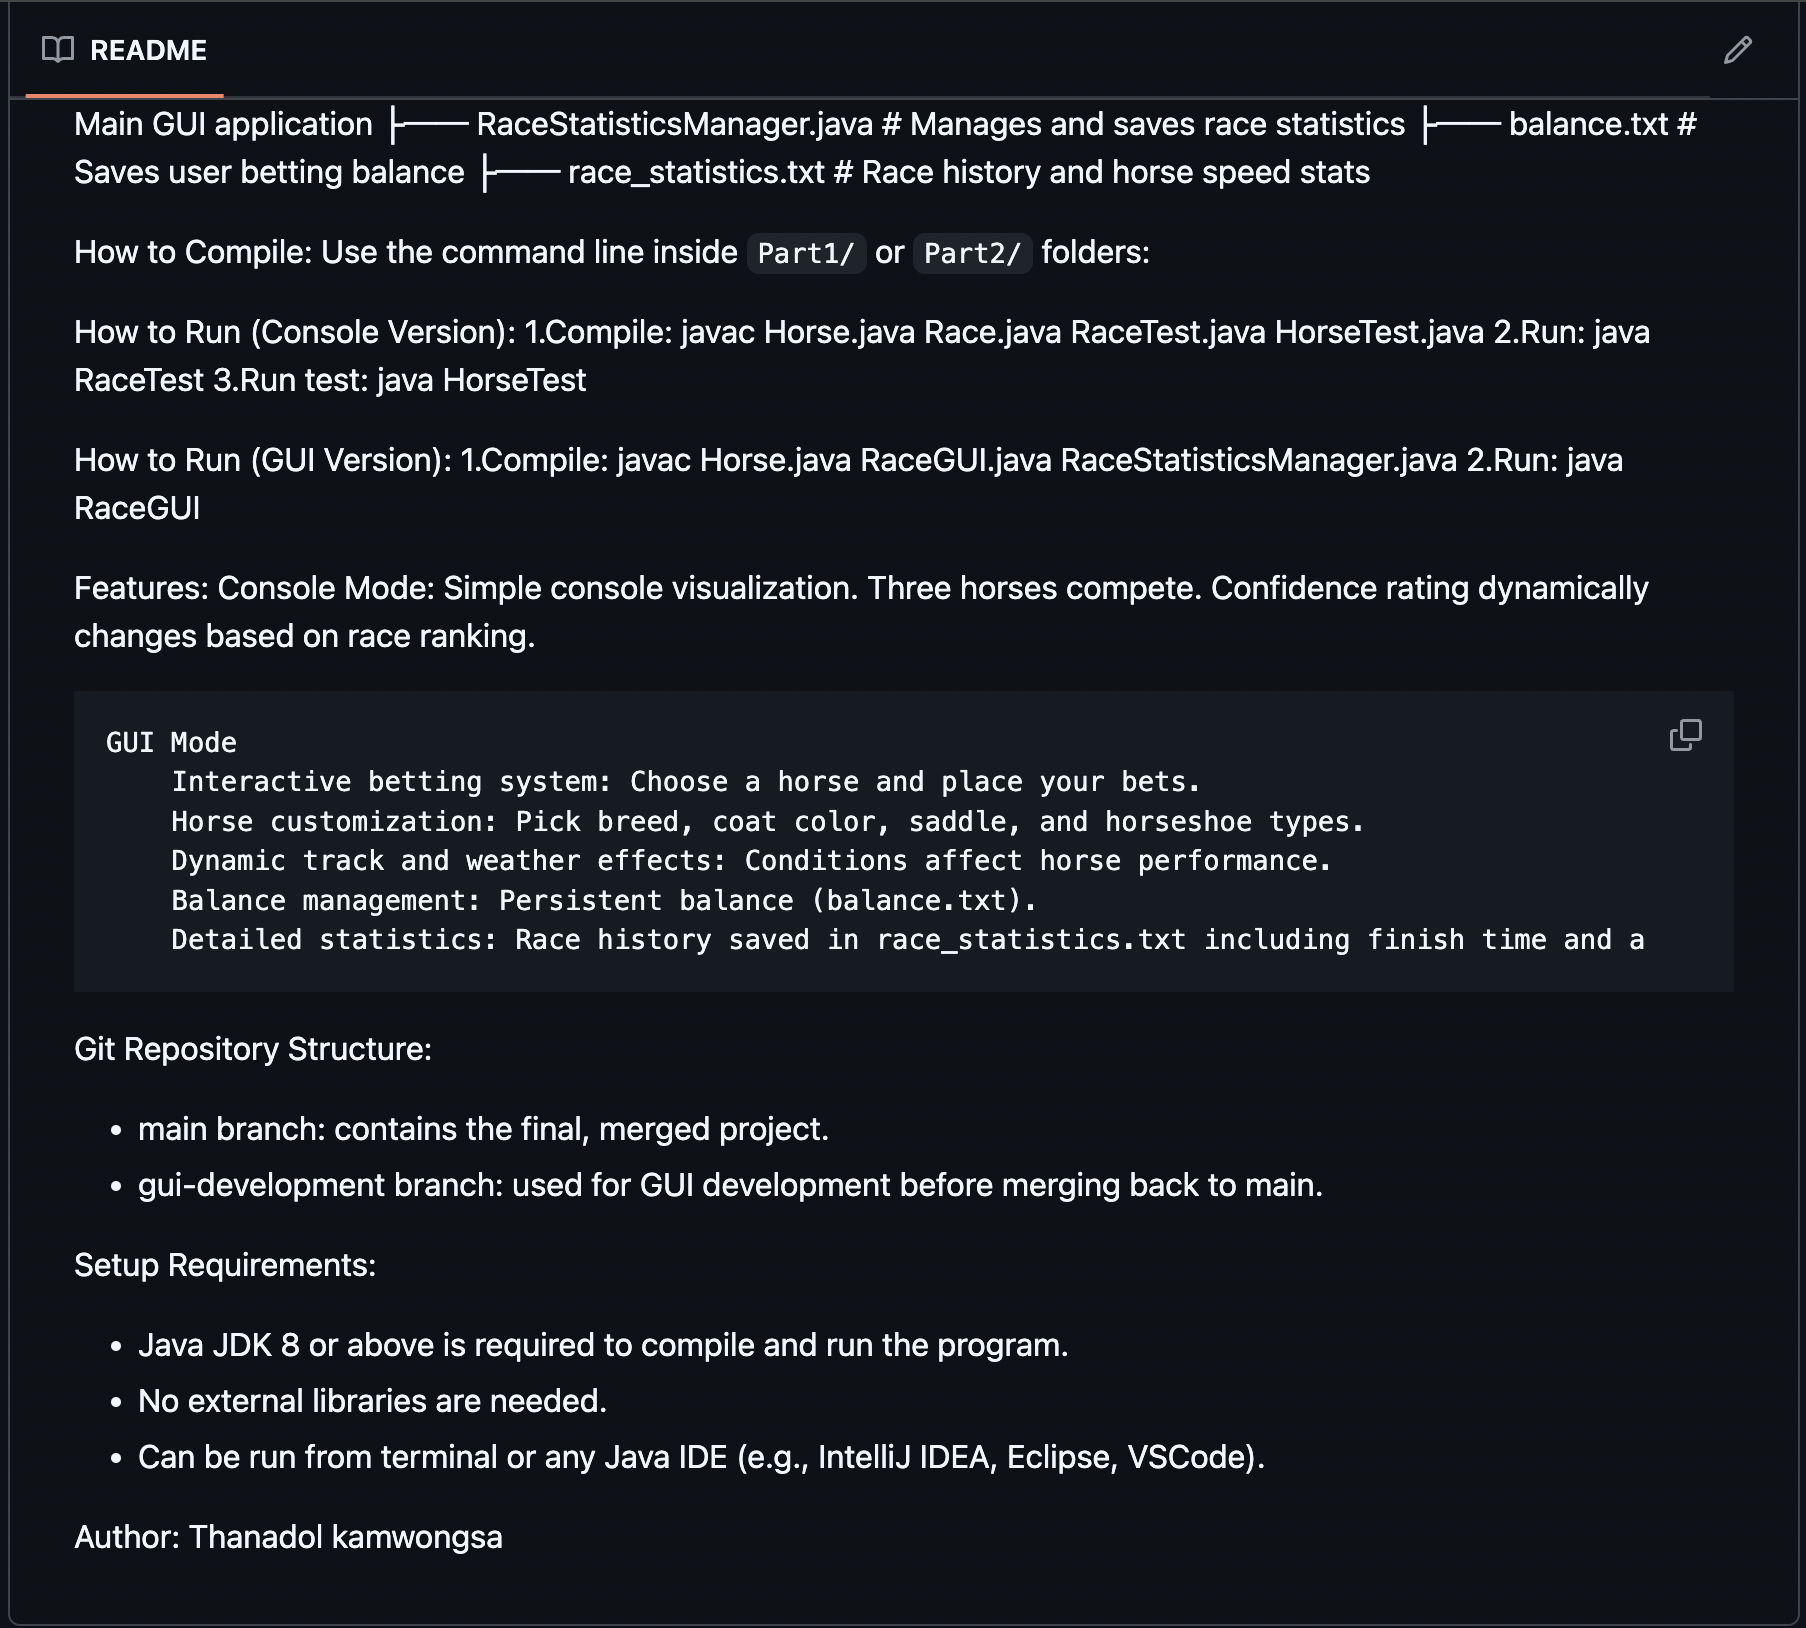 README
Main GUI application ├── RaceStatisticsManager.java # Manages and saves race statistics ├── balance.txt #
Saves user betting balance ├── race_statistics.txt # Race history and horse speed stats
How to Compile: Use the command line inside Part1/ or Part2/ folders:
How to Run (Console Version): 1.Compile: javac Horse.java Race.java RaceTest.java HorseTest.java 2.Run: java
RaceTest 3.Run test: java HorseTest
How to Run (GUI Version): 1.Compile: javac Horse.java RaceGUI.java RaceStatisticsManager.java 2.Run: java
RaceGUI
Features: Console Mode: Simple console visualization. Three horses compete. Confidence rating dynamically
changes based on race ranking.
GUI Mode
Interactive betting system: Choose a horse and place your bets.
Horse customization: Pick breed, coat color, saddle, and horseshoe types.
Dynamic track and weather effects: Conditions affect horse performance.
Balance management: Persistent balance (balance.txt).
Detailed statistics: Race history saved in race_statistics.txt including finish time and a
Git Repository Structure:
• main branch: contains the final, merged project.
• gui-development branch: used for GUI development before merging back to main.
Setup Requirements:
• Java JDK 8 or above is required to compile and run the program.
• No external libraries are needed.
• Can be run from terminal or any Java IDE (e.g., IntelliJ IDEA, Eclipse, VSCode).
Author: Thanadol kamwongsa